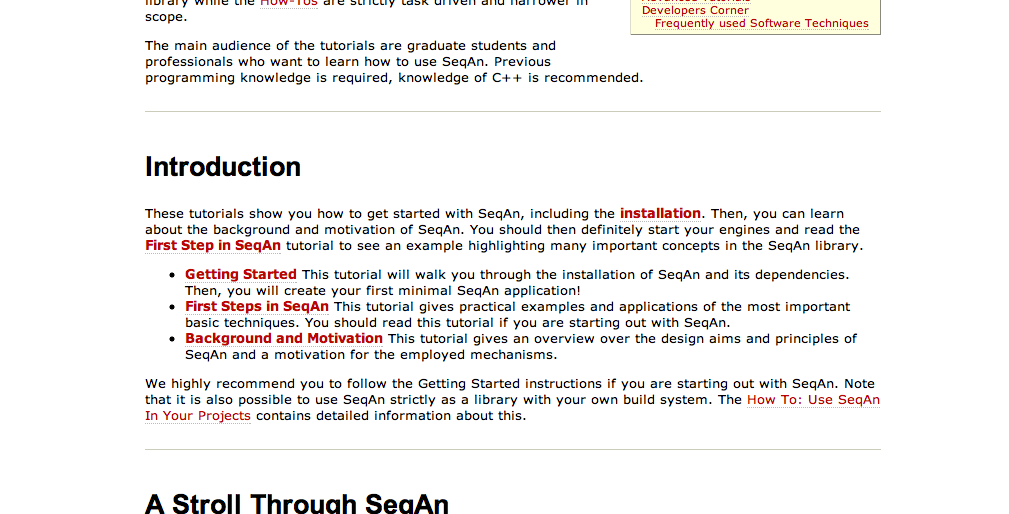 library while the How-Tos are strictly task driven and narrower in
scope.
Advanced Tutorials
Developers Corner
Frequently used Software Techniques
The main audience of the tutorials are graduate students and
professionals who want to learn how to use SeqAn. Previous
programming knowledge is required, knowledge of C++ is recommended.
Introduction
These tutorials show you how to get started with SeqAn, including the installation. Then, you can learn
about the background and motivation of SeqAn. You should then definitely start your engines and read the
First Step in SeqAn tutorial to see an example highlighting many important concepts in the SeqAn library.
• Getting Started This tutorial will walk you through the installation of SeqAn and its dependencies.
Then, you will create your first minimal SeqAn application!
• First Steps in SeqAn This tutorial gives practical examples and applications of the most important
basic techniques. You should read this tutorial if you are starting out with SeqAn.
• Background and Motivation This tutorial gives an overview over the design aims and principles of
SeqAn and a motivation for the employed mechanisms.
We highly recommend you to follow the Getting Started instructions if you are starting out with SeqAn. Note
that it is also possible to use SeqAn strictly as a library with your own build system. The How To: Use SeqAn
In Your Projects contains detailed information about this.
A Stroll Through SeqAn